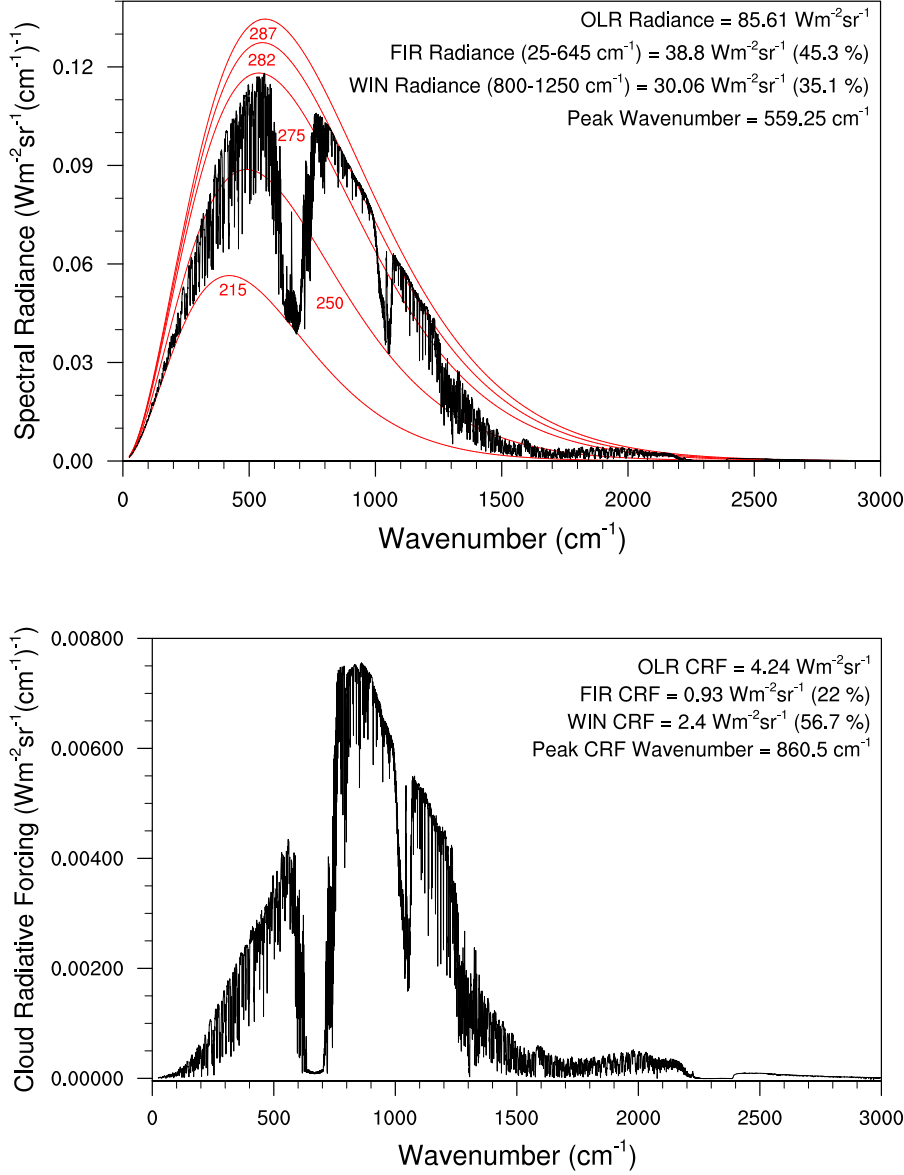 OLR Radiance = 85.61 Wm⁻²sr⁻¹
FIR Radiance (25-645 cm⁻¹) = 38.8 Wm⁻²sr⁻¹ (45.3 %)
WIN Radiance (800-1250 cm⁻¹) = 30.06 Wm⁻²sr⁻¹ (35.1 %)
Peak Wavenumber = 559.25 cm⁻¹
287
282
275
250
215
Spectral Radiance (Wm⁻²sr⁻¹(cm⁻¹)⁻¹)
0.12
0.09
0.06
0.03
0.00
0 500 1000 1500 2000 2500 3000
Wavenumber (cm⁻¹)
OLR CRF = 4.24 Wm⁻²sr⁻¹
FIR CRF = 0.93 Wm⁻²sr⁻¹ (22 %)
WIN CRF = 2.4 Wm⁻²sr⁻¹ (56.7 %)
Peak CRF Wavenumber = 860.5 cm⁻¹
Cloud Radiative Forcing (Wm⁻²sr⁻¹(cm⁻¹)⁻¹)
0.00800
0.00600
0.00400
0.00200
0.00000
0 500 1000 1500 2000 2500 3000
Wavenumber (cm⁻¹)